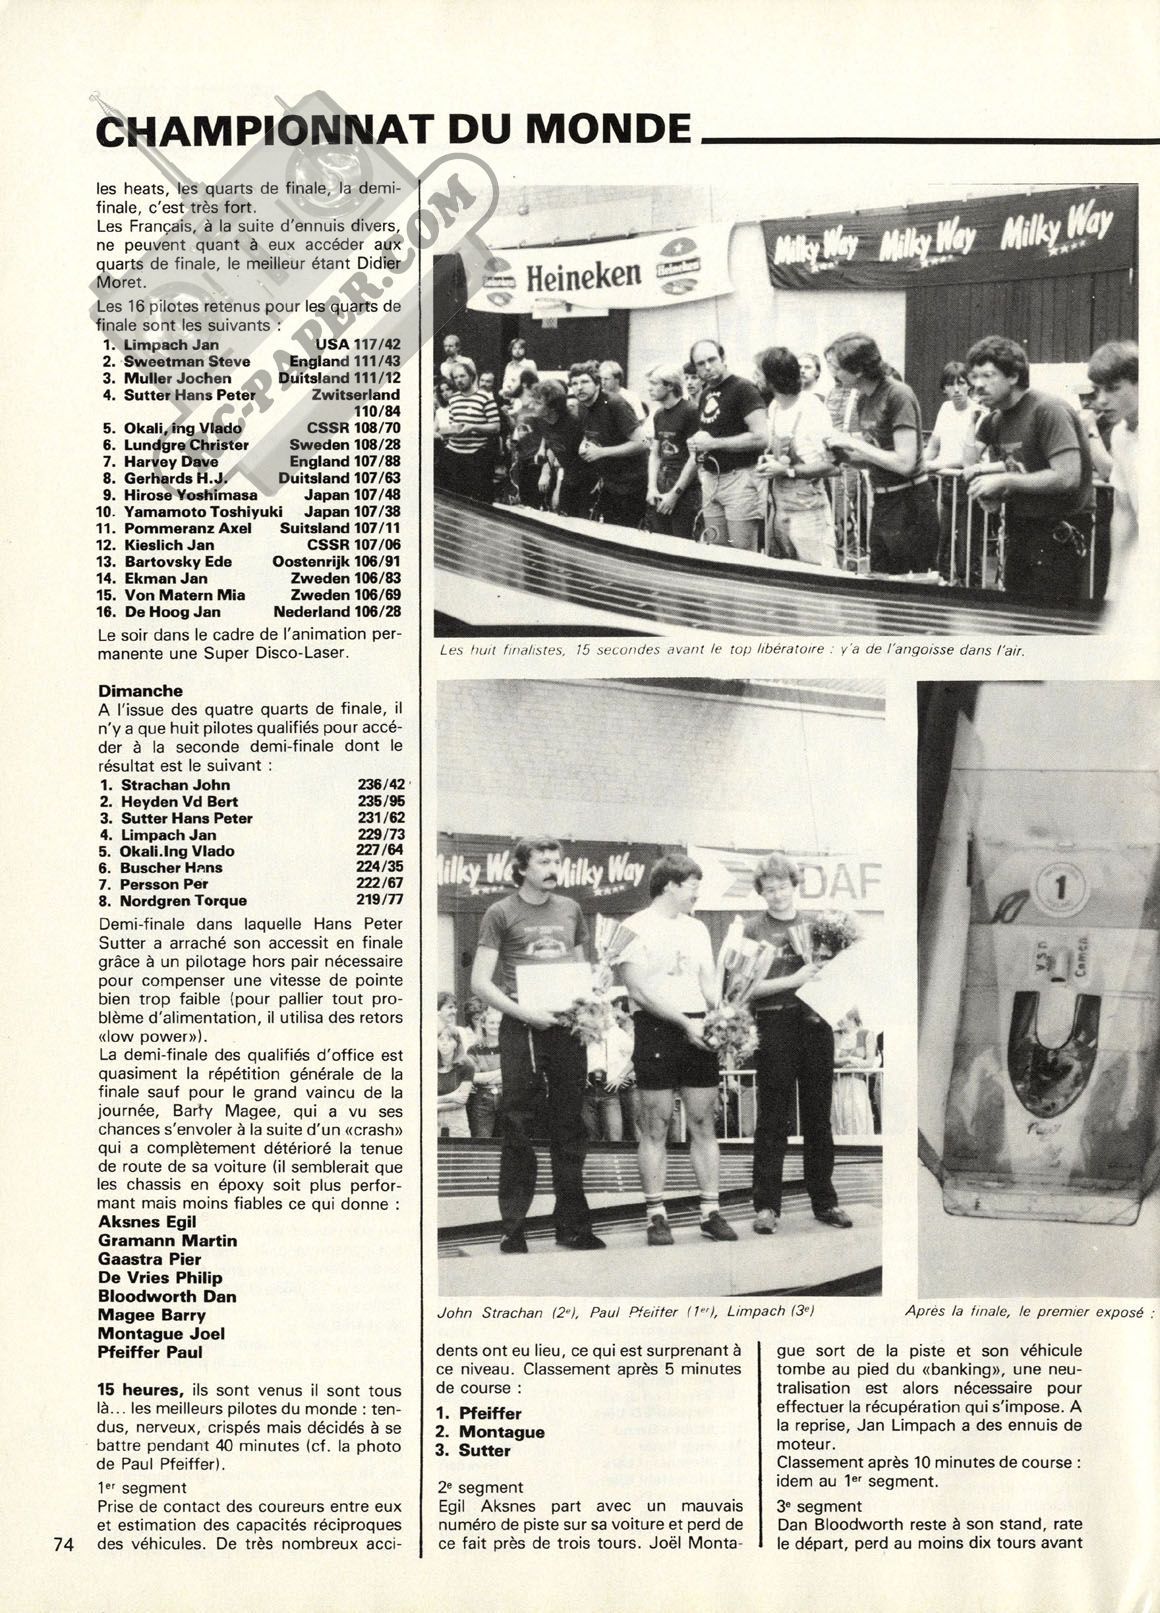 CHAMPIONNAT DU MONDE
les heats, les quarts de finale, la demi-
finale, c'est très fort.
Les Français, à la suite d'ennuis divers,
ne peuvent quant à eux accéder aux
quarts de finale, le meilleur étant Didier
Moret.
Les 16 pilotes retenus pour les quarts de
finale sont les suivants :
1. Limpach Jan USA 117/42
2. Sweetman Steve England 111/43
3. Muller Jochen Duitsland 111/12
4. Sutter Hans Peter Zwitserland
110/84
5. Okali, ing Vlado CSSR 108/70
6. Lundgre Christer Sweden 108/28
7. Harvey Dave England 107/88
8. Gerhards H.J. Duitsland 107/63
9. Hirose Yoshimasa Japan 107/48
10. Yamamoto Toshiyuki Japan 107/38
11. Pommeranz Axel Suitsland 107/11
12. Kieslich Jan CSSR 107/06
13. Bartovsky Ede Oostenrijk 106/91
14. Ekman Jan Zweden 106/83
15. Von Matern Mia Zweden 106/69
16. De Hoog Jan Nederland 106/28
Le soir dans le cadre de l'animation per-
manente une Super Disco-Laser.
Dimanche
A l'issue des quatre quarts de finale, il
n'y a que huit pilotes qualifiés pour accé-
der à la seconde demi-finale dont le
résultat est le suivant :
1. Strachan John 236/42
2. Heyden Vd Bert 235/95
3. Sutter Hans Peter 231/62
4. Limpach Jan 229/73
5. Okali.Ing Vlado 227/64
6. Buscher Hans 224/35
7. Persson Per 222/67
8. Nordgren Torque 219/77
Demi-finale dans laquelle Hans Peter
Sutter a arraché son accessit en finale
grâce à un pilotage hors pair nécessaire
pour compenser une vitesse de pointe
bien trop faible (pour pallier tout pro-
blème d'alimentation, il utilisa des retors
«low power»).
La demi-finale des qualifiés d'office est
quasiment la répétition générale de la
finale sauf pour le grand vaincu de la
journée, Barry Magee, qui a vu ses
chances s'envoler à la suite d'un «crash»
qui a complètement détérioré la tenue
de route de sa voiture (il semblerait que
les chassis en époxy soit plus perfor-
mant mais moins fiables ce qui donne :
Aksnes Egil
Gramann Martin
Gaastra Pier
De Vries Philip
Bloodworth Dan
Magee Barry
Montague Joel
Pfeiffer Paul
15 heures, ils sont venus il sont tous
là... les meilleurs pilotes du monde : ten-
dus, nerveux, crispés mais décidés à se
battre pendant 40 minutes (cf. la photo
de Paul Pfeiffer).
1er segment
Prise de contact des coureurs entre eux
et estimation des capacités réciproques
des véhicules. De très nombreux acci-
74
Heineken
Milky Way Milky Way Milky Way
Les huit finalistes, 15 secondes avant le top libératoire : y'a de l'angoisse dans l'air.
Milky Way Milky Way
DAF
John Strachan (2e), Paul Pfeiffer (1er), Limpach (3e)
1
Après la finale, le premier exposé :
dents ont eu lieu, ce qui est surprenant à
ce niveau. Classement après 5 minutes
de course :
1. Pfeiffer
2. Montague
3. Sutter
2e segment
Egil Aksnes part avec un mauvais
numéro de piste sur sa voiture et perd de
ce fait près de trois tours. Joël Monta-
gue sort de la piste et son véhicule
tombe au pied du «banking», une neu-
tralisation est alors nécessaire pour
effectuer la récupération qui s'impose. A
la reprise, Jan Limpach a des ennuis de
moteur.
Classement après 10 minutes de course :
idem au 1er segment.
3e segment
Dan Bloodworth reste à son stand, rate
le départ, perd au moins dix tours avant
RC-PAPER.COM